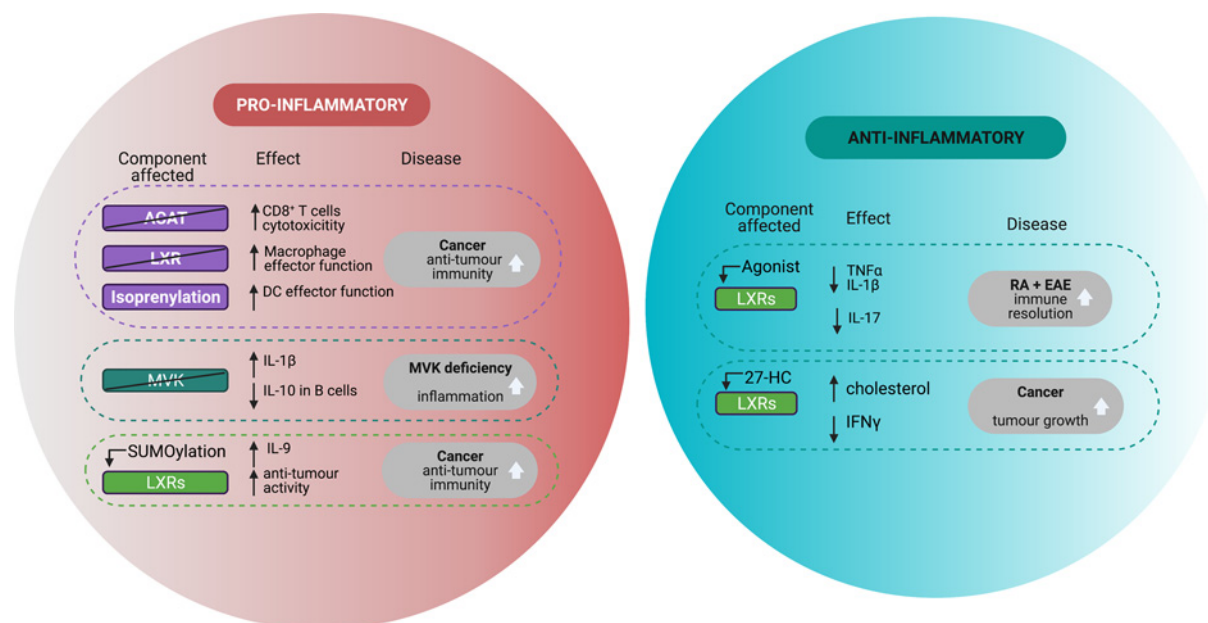 PRO-INFLAMMATORY
Component affected
Effect
Disease
ACAT
CD8+ T cells
cytotoxicitity
LXR
Macrophage
effector function
Isoprenylation
DC effector function
Cancer
anti-tumour
immunity
MVK
IL-1β
IL-10 in B cells
MVK deficiency
inflammation
SUMOylation
LXRs
IL-9
anti-tumour
activity
Cancer
anti-tumour
immunity
ANTI-INFLAMMATORY
Component
affected
Effect
Disease
Agonist
LXRs
TNFα
IL-1β
IL-17
RA + EAE
immune
resolution
27-HC
LXRs
cholesterol
IFNγ
Cancer
tumour growth